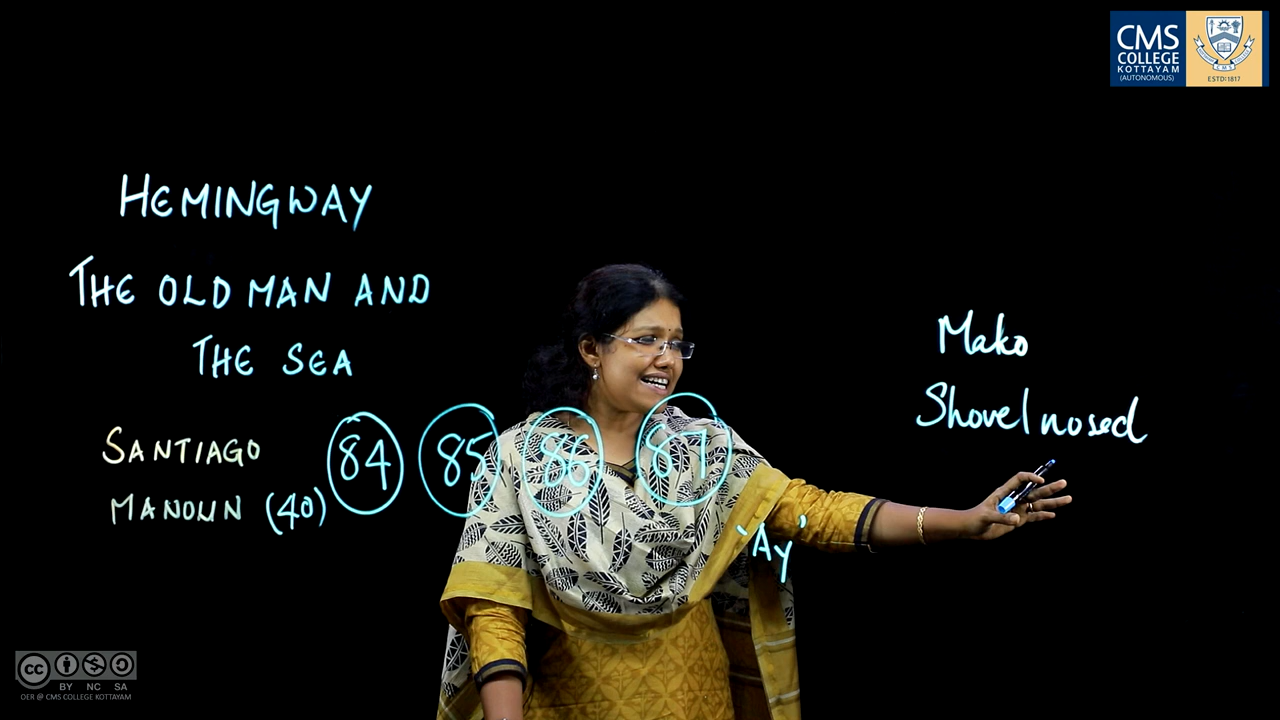 CMS
COLLEGE
KOTTAYAM
(AUTONOMOUS)
ESTD:1817
HEMINGWAY
THE OLD MAN AND
THE SEA
Mako
Shovel nosed
SANTIAGO 84 85 86 87
MANOLIN (40)
'Ay'
CC BY NC SA
OER @ CMS COLLEGE KOTTAYAM